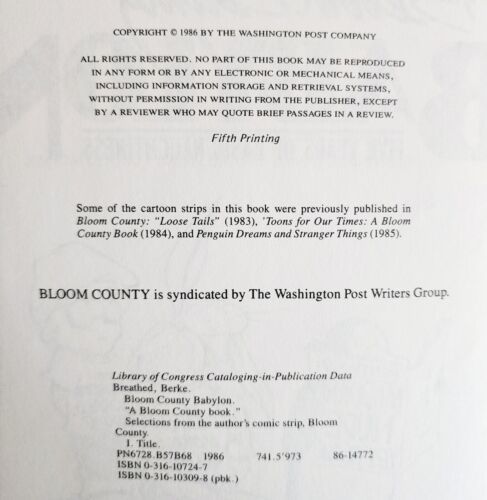 COPYRIGHT © 1986 BY THE WASHINGTON POST COMPANY
ALL RIGHTS RESERVED. NO PART OF THIS BOOK MAY BE REPRODUCED
IN ANY FORM OR BY ANY ELECTRONIC OR MECHANICAL MEANS,
INCLUDING INFORMATION STORAGE AND RETRIEVAL SYSTEMS,
WITHOUT PERMISSION IN WRITING FROM THE PUBLISHER, EXCEPT
BY A REVIEWER WHO MAY QUOTE BRIEF PASSAGES IN A REVIEW.
Fifth Printing
Some of the cartoon strips in this book were previously published in
Bloom County: "Loose Tails" (1983), 'Toons for Our Times: A Bloom
County Book (1984), and Penguin Dreams and Stranger Things (1985).
BLOOM COUNTY is syndicated by The Washington Post Writers Group.
Library of Congress Cataloging-in-Publication Data
Breathed, Berke.
Bloom County Babylon.
"A Bloom County book."
Selections from the author's comic strip, Bloom
County.
1. Title.
PN6728.B57B68 1986 741.5'973 86-14772
ISBN 0-316-10724-7
ISBN 0-316-10309-8 (pbk.)